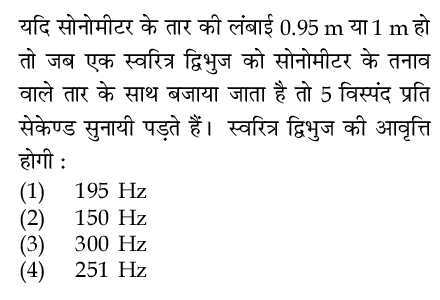 यदि सोनोमीटर के तार की लंबाई 0.95 m या 1 m हो
तो जब एक स्वरित्र द्विभुज को सोनोमीटर के तनाव
वाले तार के साथ बजाया जाता है तो 5 विस्पंद प्रति
सेकेण्ड सुनायी पड़ते हैं। स्वरित्र द्विभुज की आवृत्ति
होगी :
(1) 195 Hz
(2) 150 Hz
(3) 300 Hz
(4) 251 Hz